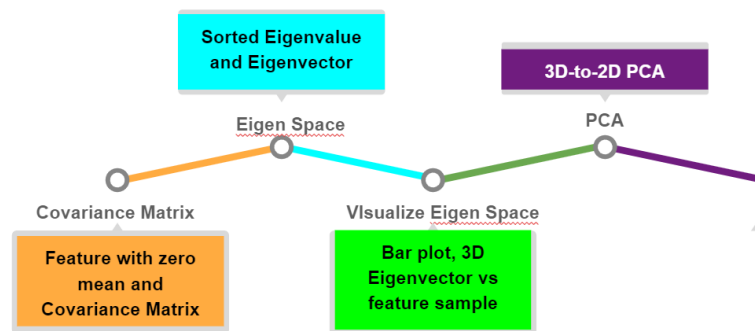 Sorted Eigenvalue
and Eigenvector
3D-to-2D PCA
Eigen Space
PCA
Covariance Matrix
VIsualize Eigen Space
Feature with zero
mean and
Covariance Matrix
Bar plot, 3D
Eigenvector vs
feature sample